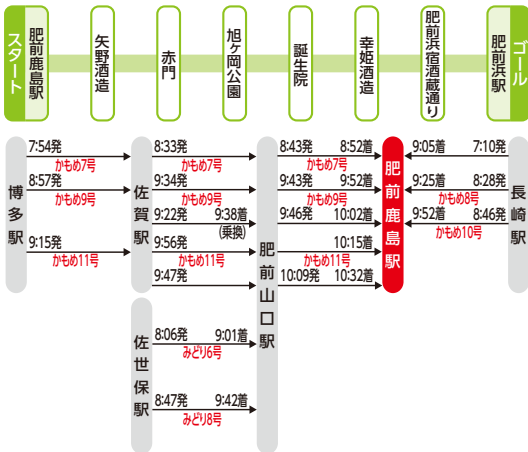 スタート
肥前鹿島駅
矢野酒造
赤門
旭ヶ岡公園
誕生院
幸姫酒造
肥前浜宿酒蔵通り
肥前浜駅
ゴール
博多駅
佐賀駅
佐世保駅
肥前山口駅
肥前鹿島駅
長崎駅
7:54発 8:33発 8:43発 8:52着 9:05着 7:10発
かもめ7号 かもめ7号 かもめ7号
8:57発 9:34発 9:43発 9:52着 9:25着 8:28発
かもめ9号 かもめ9号 かもめ9号 かもめ8号
9:22発 9:38着 9:46発 10:02着 9:52着 8:46発
(乗換) かもめ10号
9:15発 9:56発 10:15着
かもめ11号 かもめ11号 かもめ11号
9:47発 10:09発 10:32着
8:06発 9:01着
みどり6号
8:47発 9:42着
みどり8号